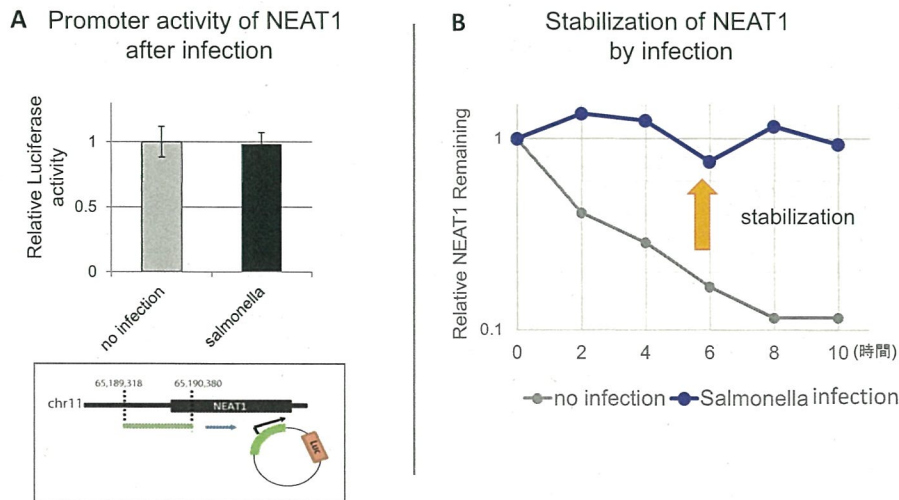 A Promoter activity of NEAT1
after infection
Relative Luciferase
activity
1
0.5
0
no infection
salmonella
65,189,318 65,190,380
chr11
NEAT1
Luc
B Stabilization of NEAT1
by infection
Relative NEAT1 Remaining
1
0.1
stabilization
0 2 4 6 8 10 (時間)
no infection Salmonella infection